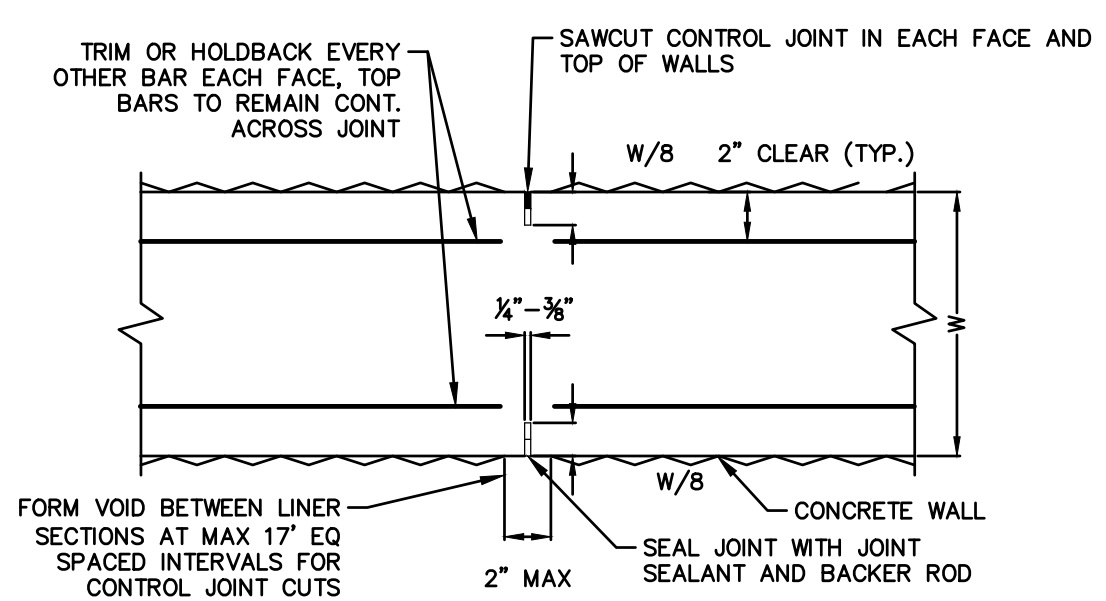 TRIM OR HOLDBACK EVERY
OTHER BAR EACH FACE, TOP
BARS TO REMAIN CONT.
ACROSS JOINT
SAWCUT CONTROL JOINT IN EACH FACE AND
TOP OF WALLS
W/8
2" CLEAR (TYP.)
1/4"-3/8"
W
W/8
FORM VOID BETWEEN LINER
SECTIONS AT MAX 17' EQ
SPACED INTERVALS FOR
CONTROL JOINT CUTS
2" MAX
CONCRETE WALL
SEAL JOINT WITH JOINT
SEALANT AND BACKER ROD